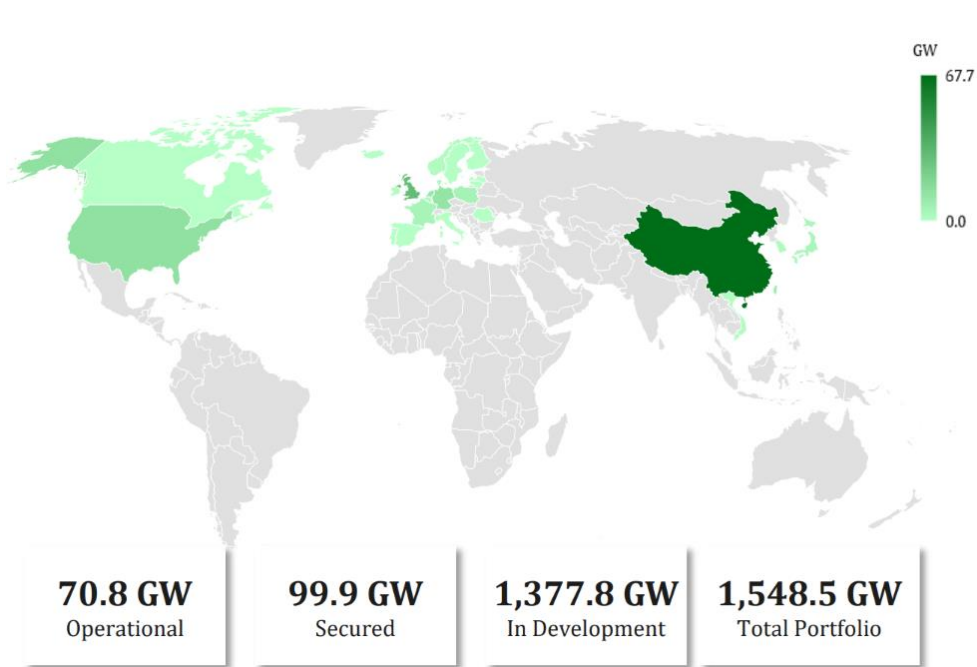 GW
67.7
0.0
70.8 GW
Operational
99.9 GW
Secured
1,377.8 GW
In Development
1,548.5 GW
Total Portfolio